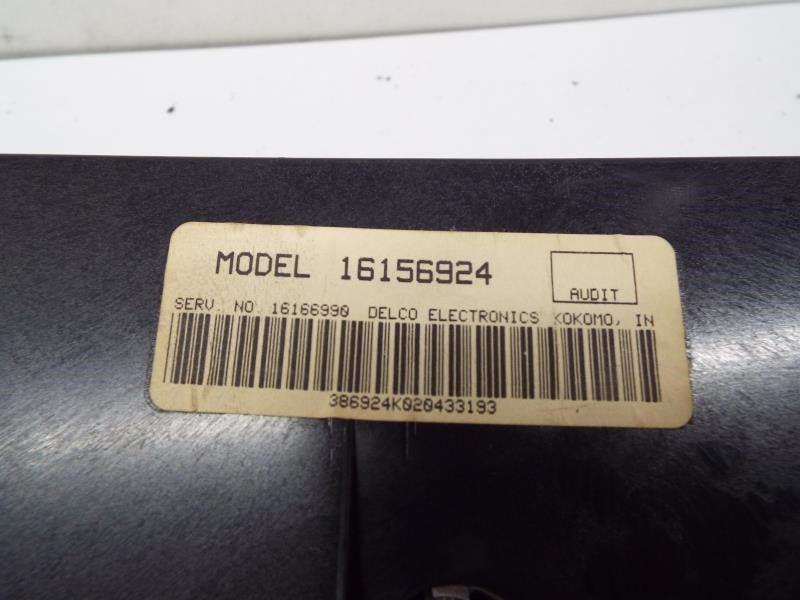 MODEL 16156924
AUDIT
SERV. NO. 16166990 DELCO ELECTRONICS KOKOMO, IN
386924K020433193